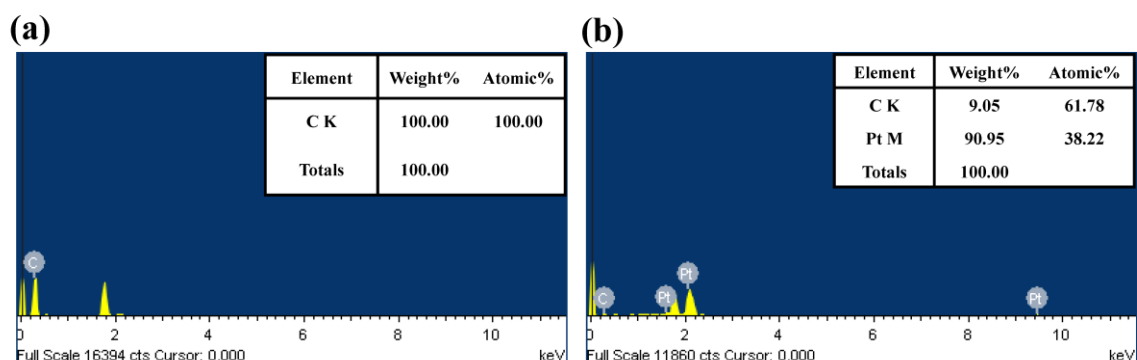 (a)
Element Weight% Atomic%
C K 100.00 100.00
Totals 100.00
C
0 2 4 6 8 10
Full Scale 16394 cts Cursor: 0.000 keV
(b)
Element Weight% Atomic%
C K 9.05 61.78
Pt M 90.95 38.22
Totals 100.00
C Pt Pt Pt
0 2 4 6 8 10
Full Scale 11860 cts Cursor: 0.000 keV